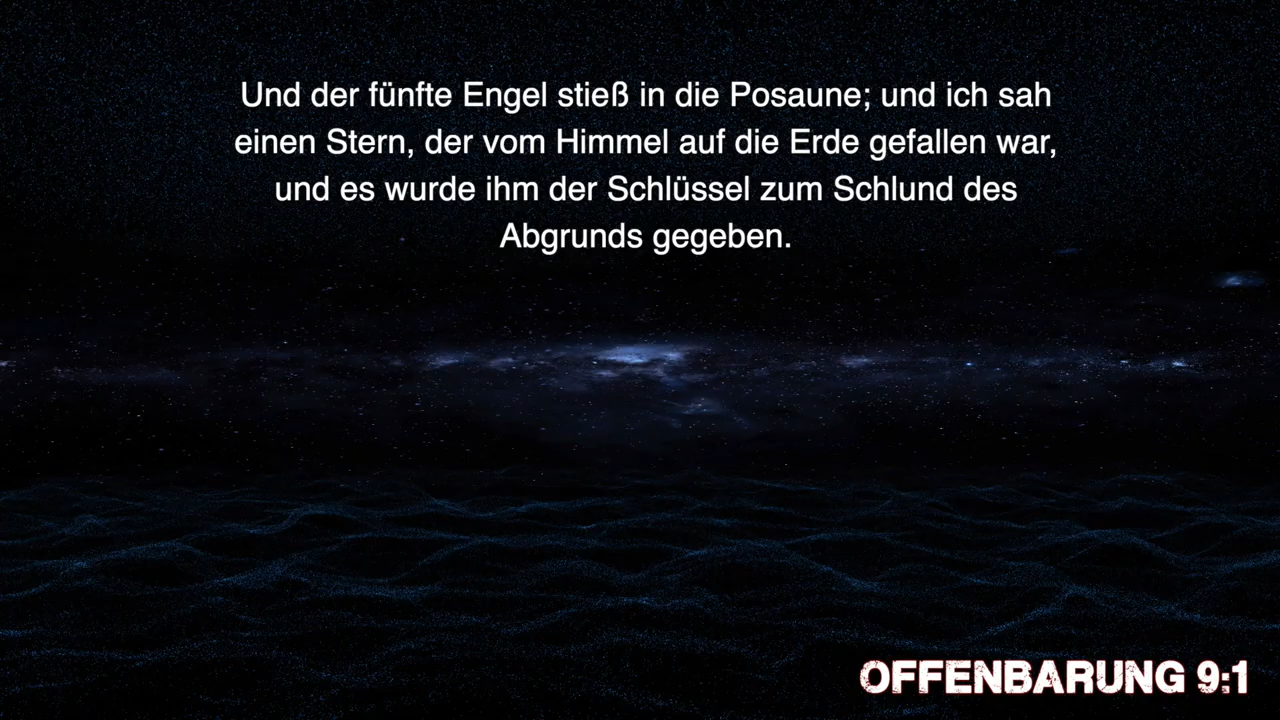 Und der fünfte Engel stieß in die Posaune; und ich sah
einen Stern, der vom Himmel auf die Erde gefallen war,
und es wurde ihm der Schlüssel zum Schlund des
Abgrunds gegeben.
OFFENBARUNG 9:1